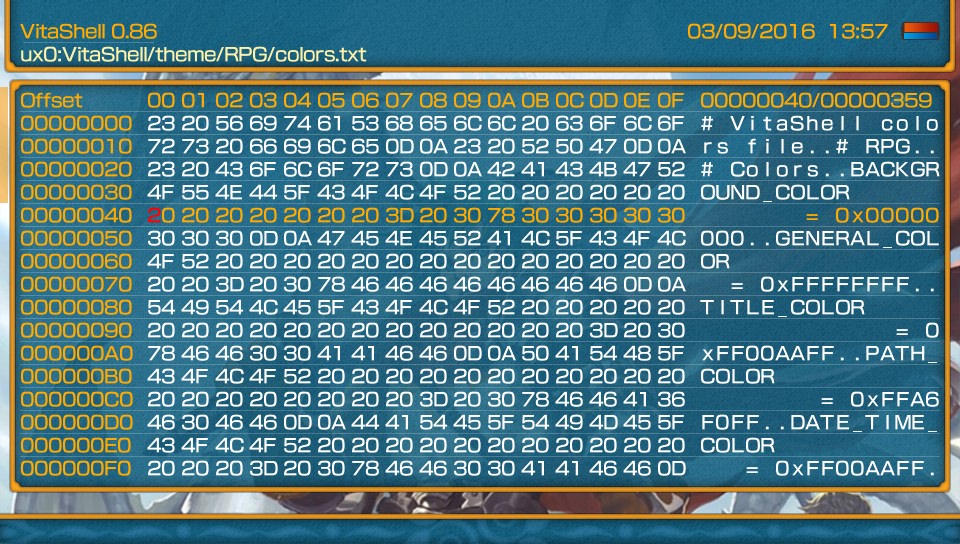 VitaShell 0.86 03/09/2016 13:57
ux0:VitaShell/theme/RPG/colors.txt
Offset 00 01 02 03 04 05 06 07 08 09 0A 0B 0C 0D 0E 0F 00000040/00000359
00000000 23 20 56 69 74 61 53 68 65 6C 6C 20 63 6F 6C 6F # VitaShell colo
00000010 72 73 20 66 69 6C 65 0D 0A 23 20 52 50 47 0D 0A rs file..# RPG..
00000020 23 20 43 6F 6C 6F 72 73 0D 0A 42 41 43 4B 47 52 # Colors..BACKGR
00000030 4F 55 4E 44 5F 43 4F 4C 4F 52 20 20 20 20 20 20 OUND_COLOR
00000040 20 20 20 20 20 20 20 3D 20 30 78 30 30 30 30 30 = 0x00000
00000050 30 30 30 0D 0A 47 45 4E 45 52 41 4C 5F 43 4F 4C 000..GENERAL_COL
00000060 4F 52 20 20 20 20 20 20 20 20 20 20 20 20 20 20 OR
00000070 20 20 3D 20 30 78 46 46 46 46 46 46 46 46 0D 0A = 0xFFFFFFFF..
00000080 54 49 54 4C 45 5F 43 4F 4C 4F 52 20 20 20 20 20 TITLE_COLOR
00000090 20 20 20 20 20 20 20 20 20 20 20 20 20 3D 20 30 = 0
000000A0 78 46 46 30 30 41 41 46 46 0D 0A 50 41 54 48 5F xFF00AAFF..PATH_
000000B0 43 4F 4C 4F 52 20 20 20 20 20 20 20 20 20 20 20 COLOR
000000C0 20 20 20 20 20 20 20 20 3D 20 30 78 46 46 41 36 = 0xFFA6
000000D0 46 30 46 46 0D 0A 44 41 54 45 5F 54 49 4D 45 5F F0FF..DATE_TIME_
000000E0 43 4F 4C 4F 52 20 20 20 20 20 20 20 20 20 20 20 COLOR
000000F0 20 20 20 3D 20 30 78 46 46 30 30 41 41 46 46 0D = 0xFF00AAFF.